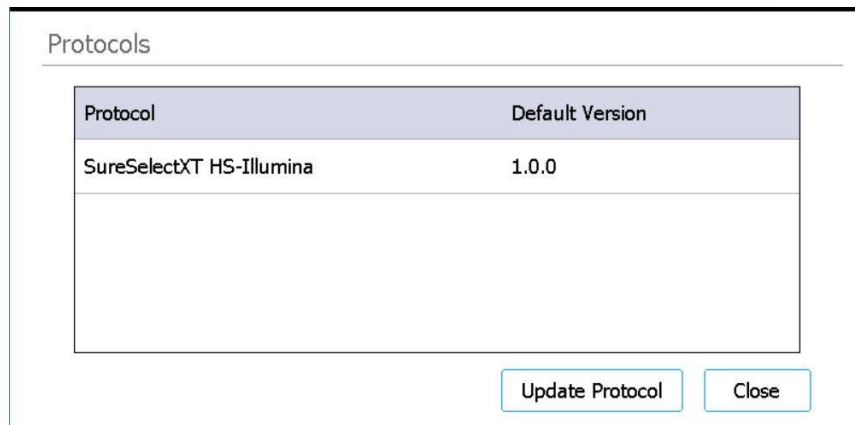 Protocols
Protocol Default Version
SureSelectXT HS-Illumina 1.0.0
Update Protocol Close